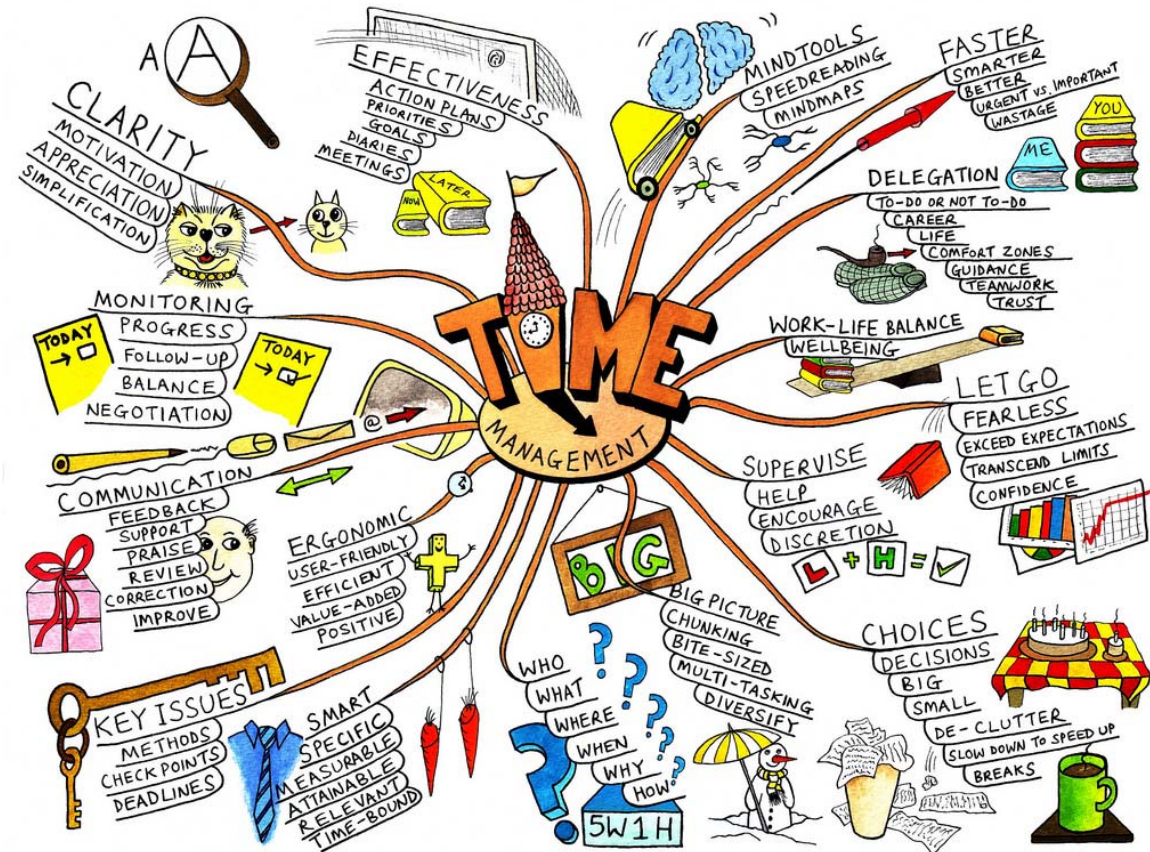 TIME
MANAGEMENT
A A
CLARITY
MOTIVATION
APPRECIATION
SIMPLIFICATION
@
EFFECTIVENESS
ACTION PLANS
PRIORITIES
GOALS
DIARIES
MEETINGS
NOW
LATER
MINDTOOLS
SPEEDREADING
MINDMAPS
FASTER
SMARTER
BETTER
URGENT VS. IMPORTANT
WASTAGE
ME
YOU
DELEGATION
TO-DO OR NOT TO-DO
CAREER
LIFE
COMFORT ZONES
GUIDANCE
TEAMWORK
TRUST
WORK-LIFE BALANCE
WELLBEING
LET GO
FEARLESS
EXCEED EXPECTATIONS
TRANSCEND LIMITS
CONFIDENCE
SUPERVISE
HELP
ENCOURAGE
DISCRETION
L + H = ✓
CHOICES
DECISIONS
BIG
SMALL
DE-CLUTTER
SLOW DOWN TO SPEED UP
BREAKS
BIG
BIG PICTURE
CHUNKING
BITE-SIZED
MULTI-TASKING
DIVERSIFY
WHO
WHAT
WHERE
WHEN
WHY
HOW
? ? ? ? ? ? ?
5W1H
SMART
SPECIFIC
MEASURABLE
ATTAINABLE
RELEVANT
TIME-BOUND
KEY ISSUES
METHODS
CHECK POINTS
DEADLINES
ERGONOMIC
USER-FRIENDLY
EFFICIENT
VALUE-ADDED
POSITIVE
@
COMMUNICATION
FEEDBACK
SUPPORT
PRAISE
REVIEW
CORRECTION
IMPROVE
MONITORING
PROGRESS
FOLLOW-UP
BALANCE
NEGOTIATION
TODAY
→ ☐
TODAY
→ ☑